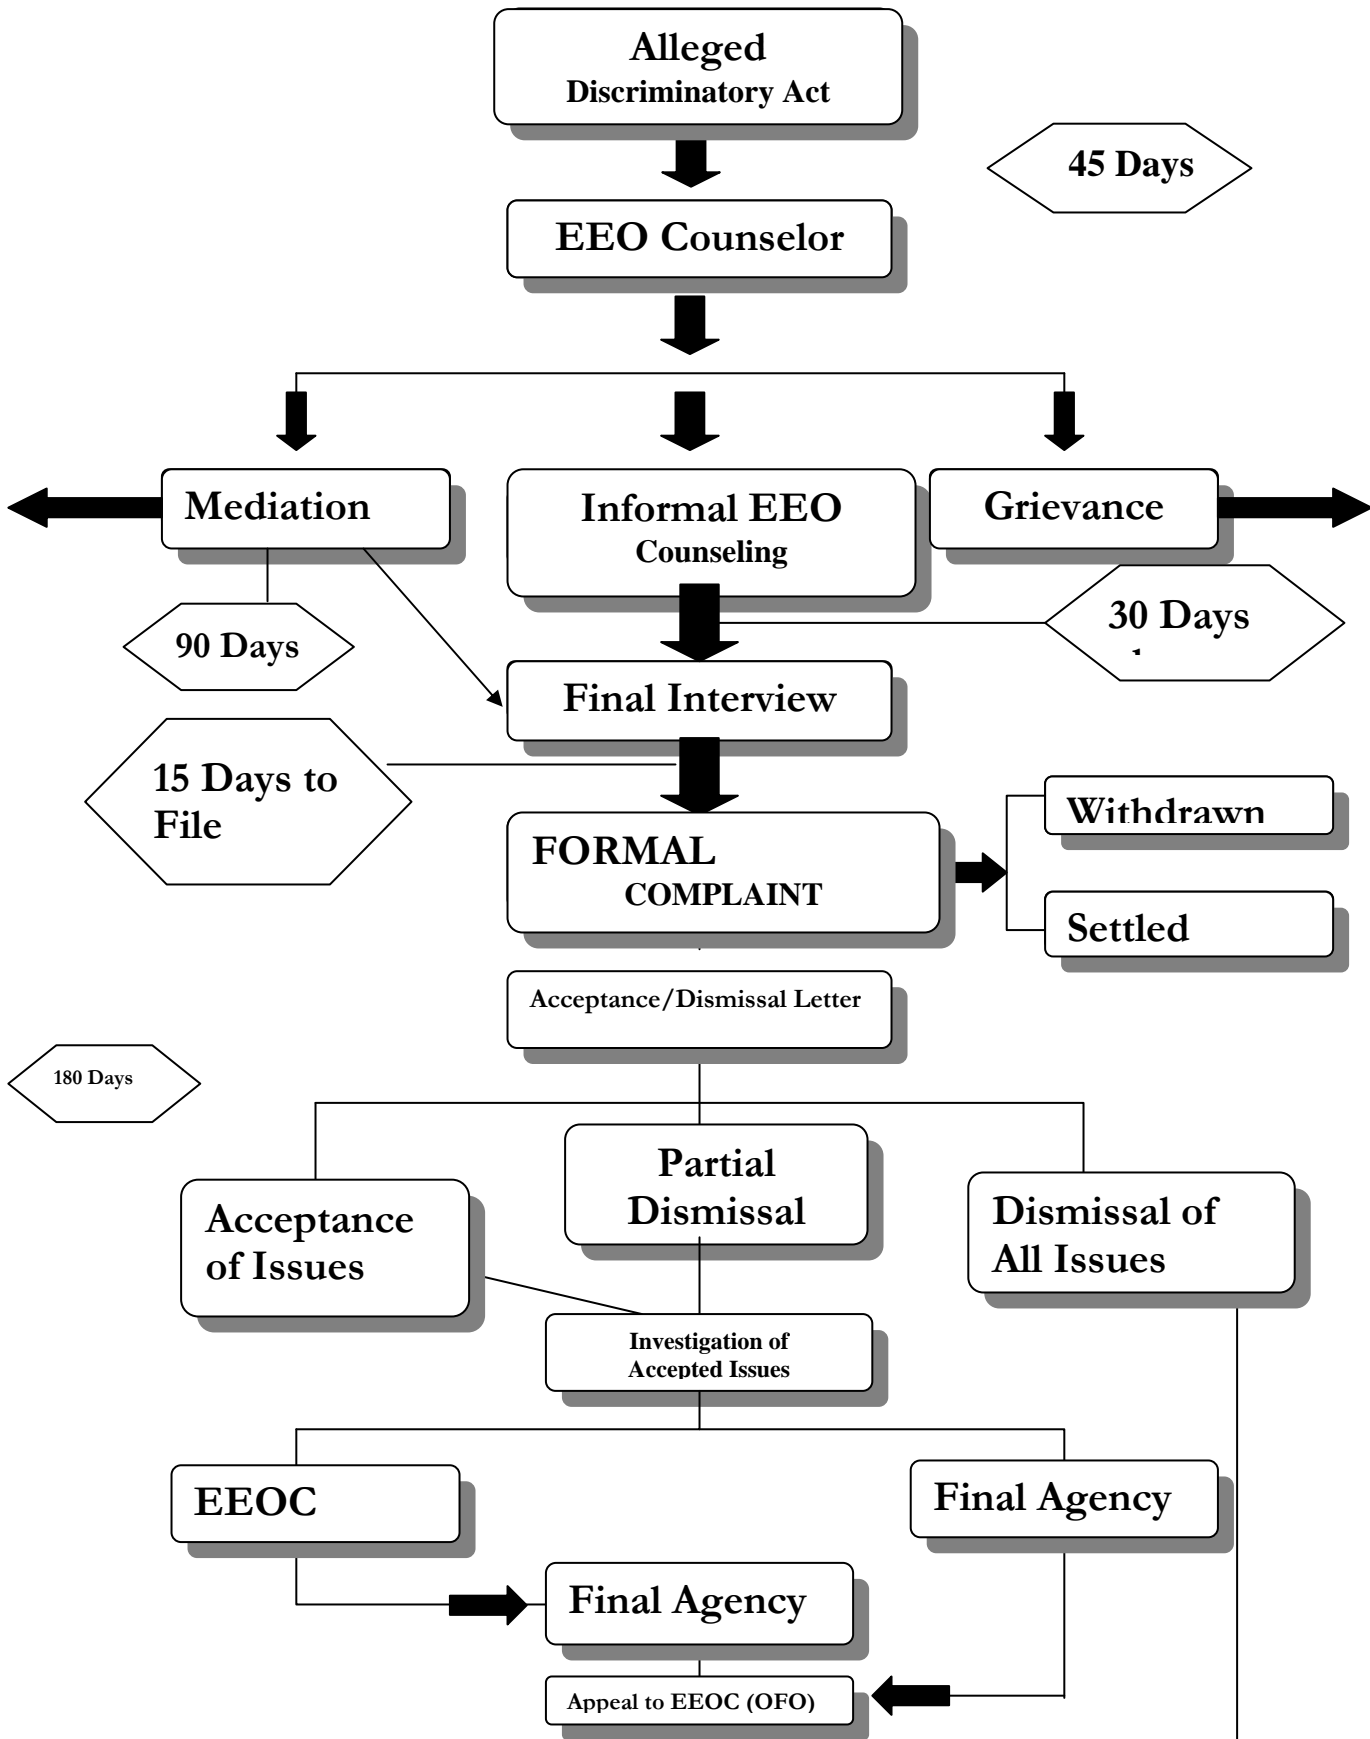 Alleged
Discriminatory Act
45 Days
EEO Counselor
Mediation
Informal EEO
Counseling
Grievance
90 Days
30 Days
Final Interview
15 Days to
File
FORMAL
COMPLAINT
Withdrawn
Settled
Acceptance/Dismissal Letter
180 Days
Partial
Dismissal
Acceptance
of Issues
Dismissal of
All Issues
Investigation of
Accepted Issues
EEOC
Final Agency
Final Agency
Appeal to EEOC (OFO)